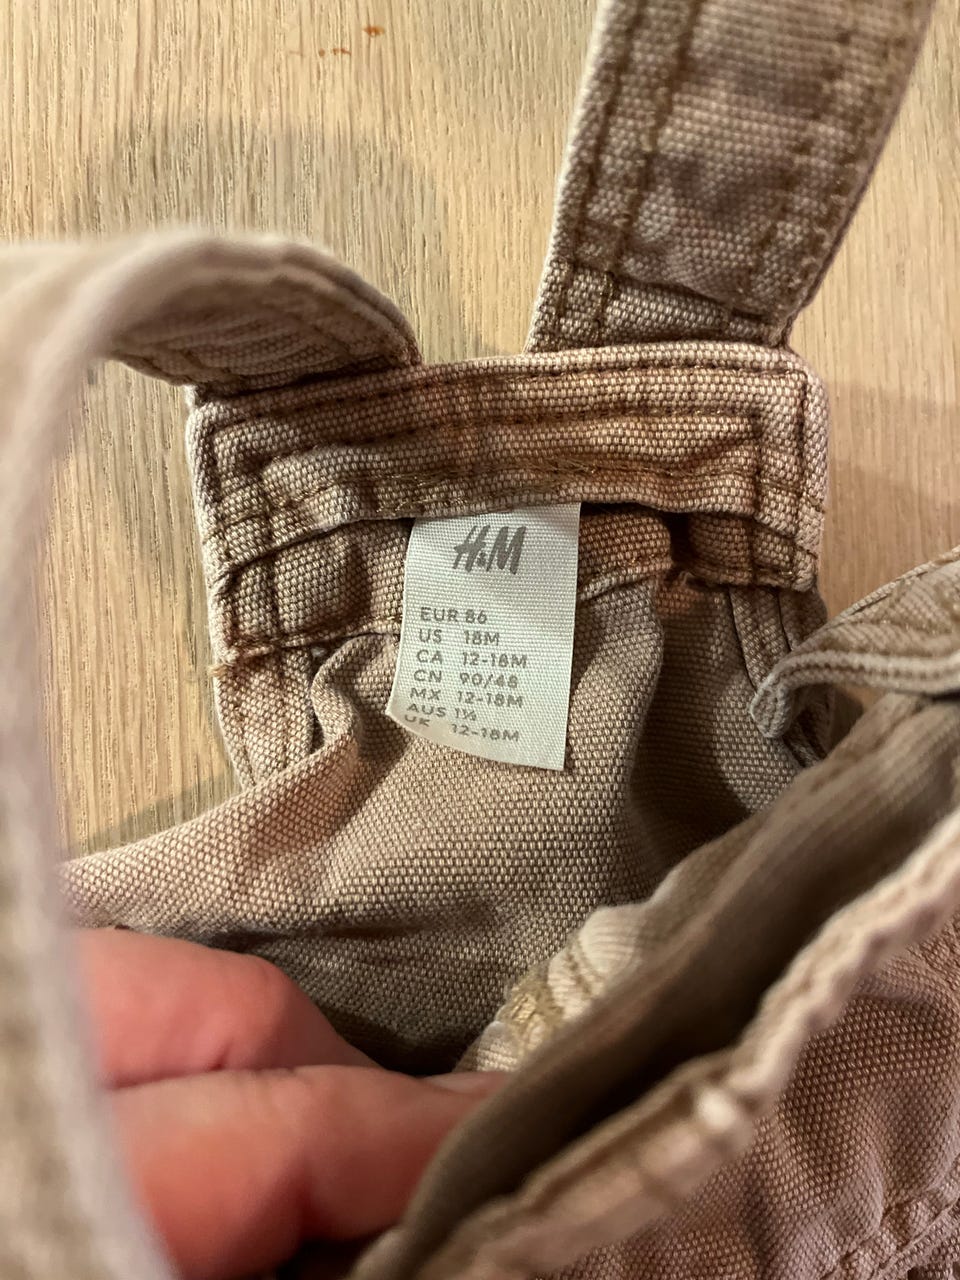 H&M
EUR 86
US 18M
CA 12-18M
CN 90/48
MX 12-18M
AUS 1½
UK 12-18M